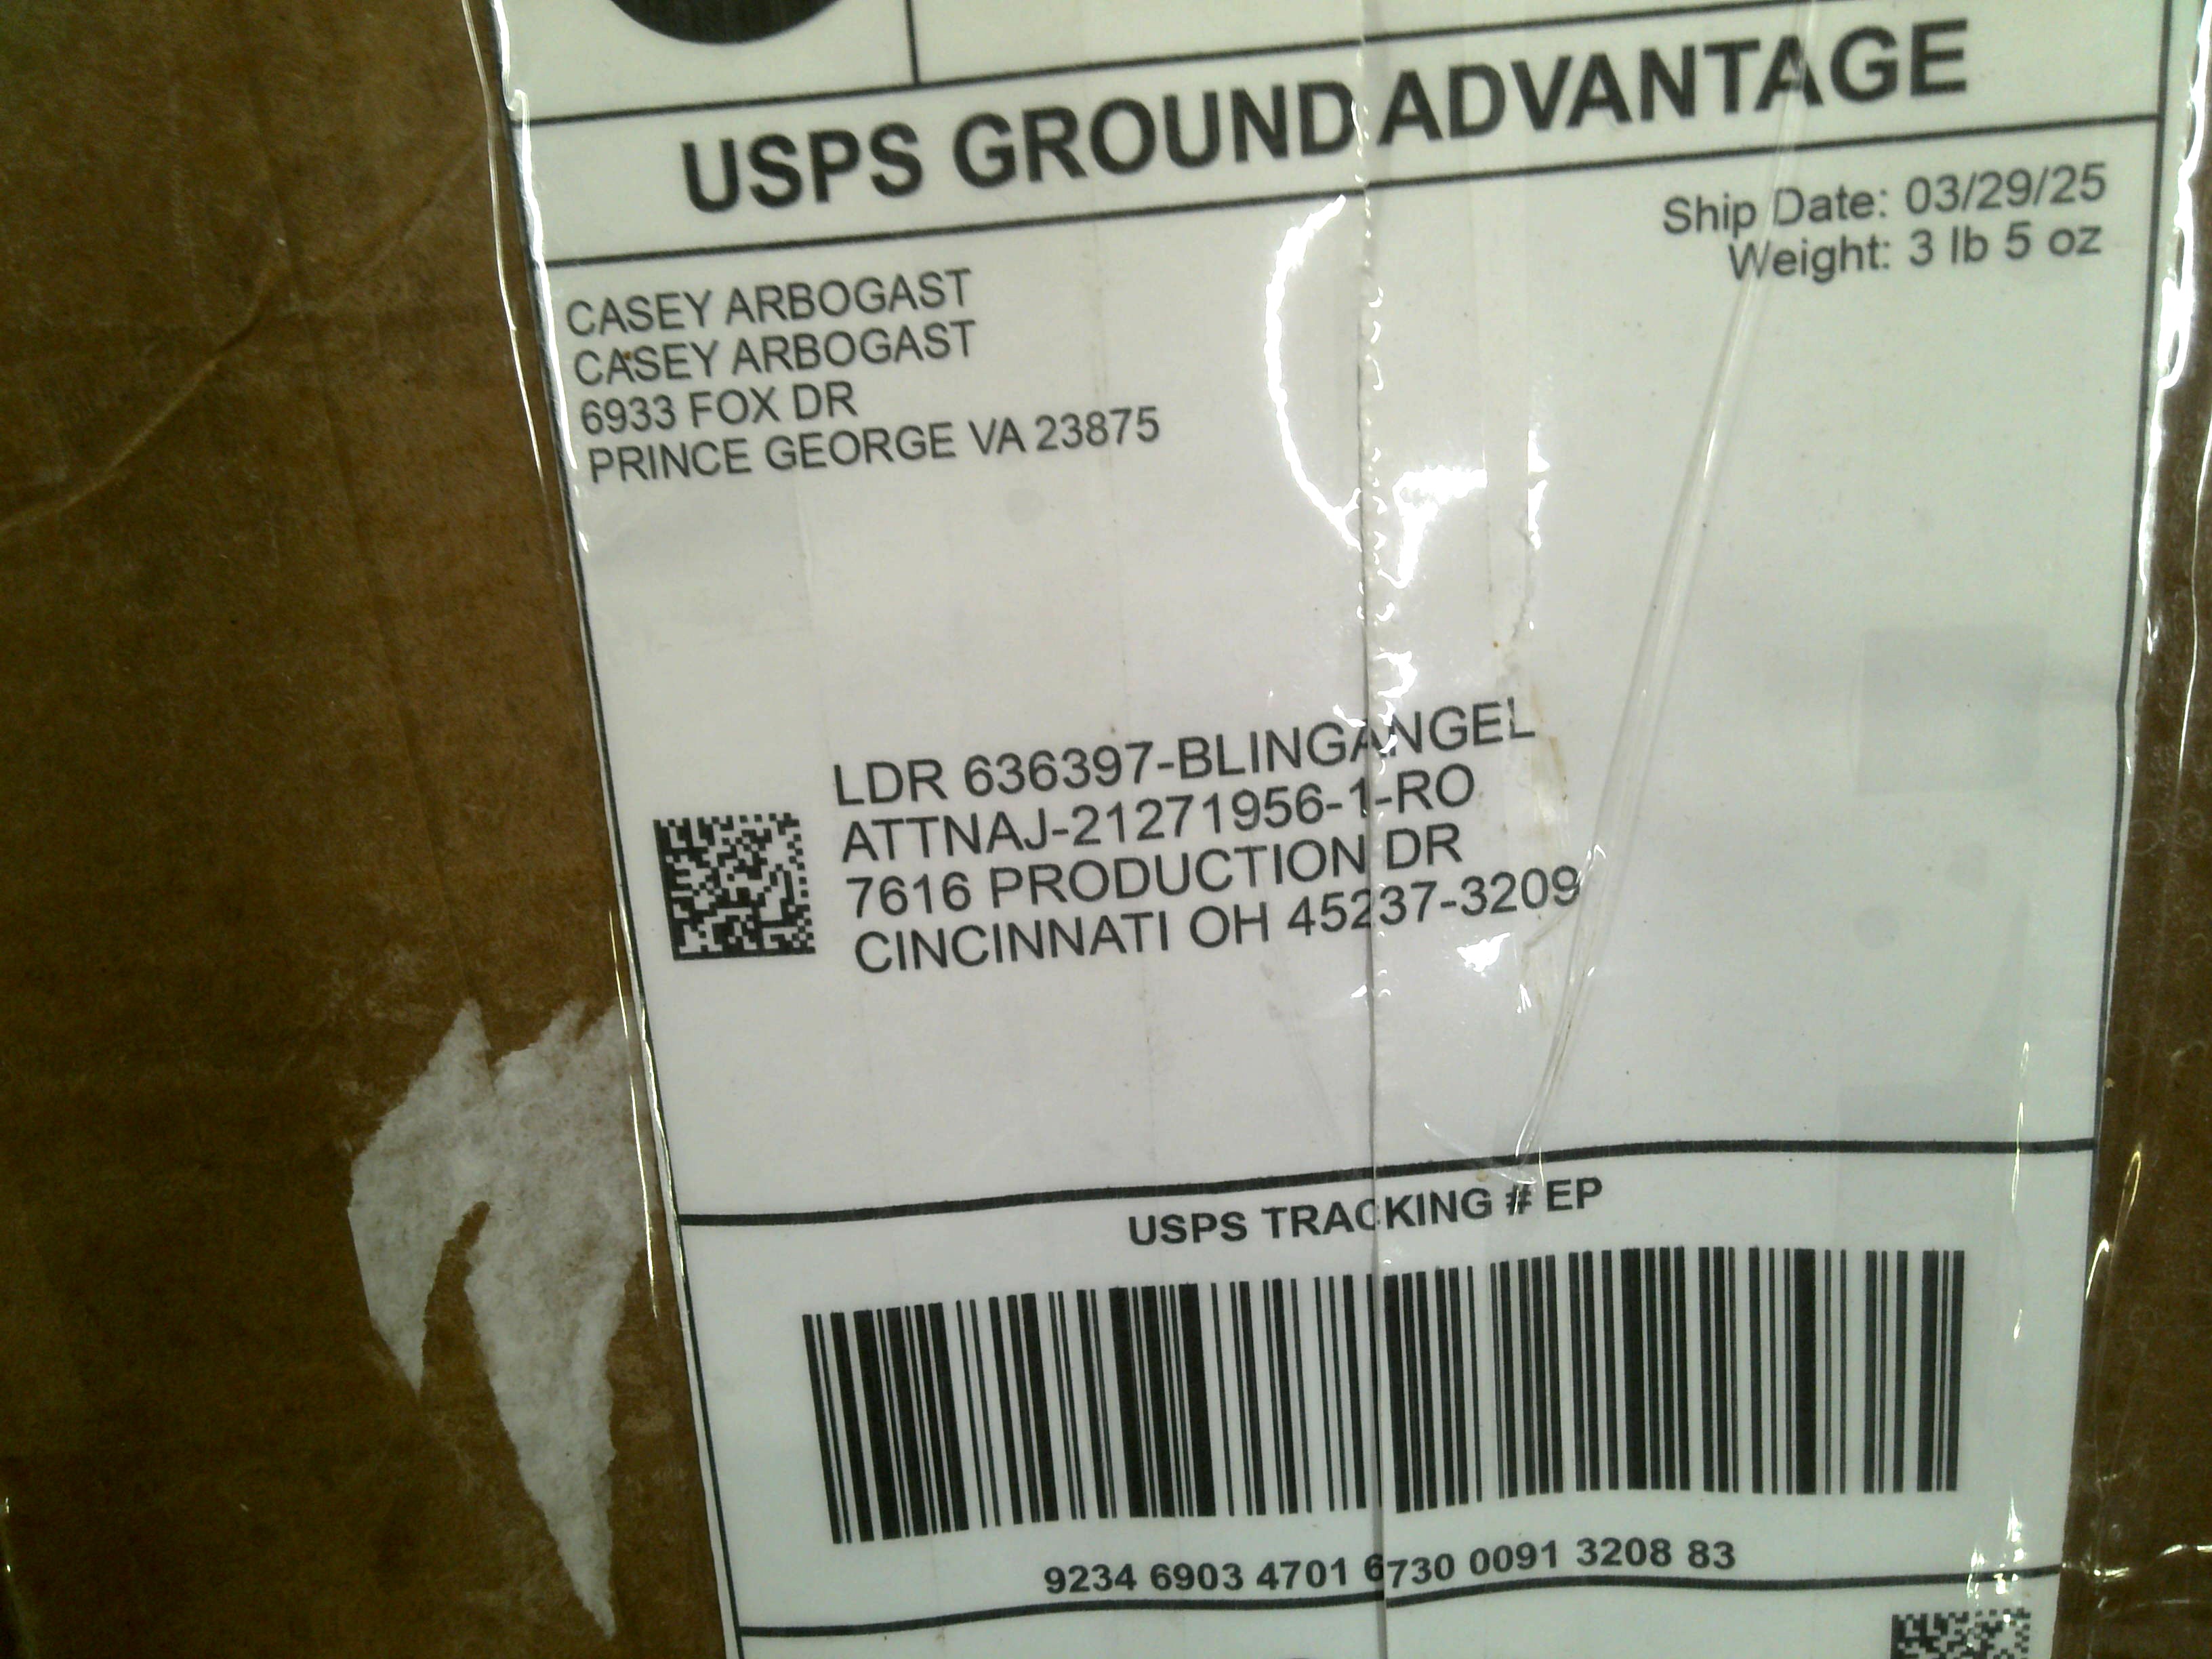 USPS GROUND ADVANTAGE
Ship Date: 03/29/25
Weight: 3 lb 5 oz
CASEY ARBOGAST
CASEY ARBOGAST
6933 FOX DR
PRINCE GEORGE VA 23875
LDR 636397-BLINGANGEL
ATTNAJ-21271956-1-RO
7616 PRODUCTION DR
CINCINNATI OH 45237-3209
USPS TRACKING # EP
9234 6903 4701 6730 0091 3208 83